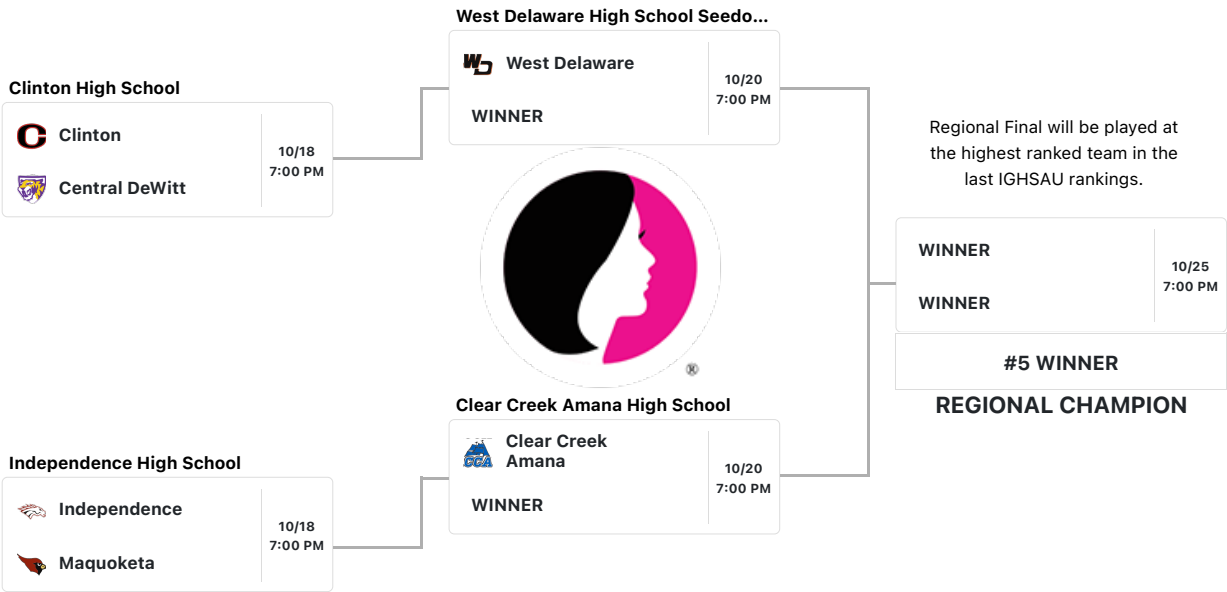 West Delaware High School Seedo...
West Delaware
WINNER
10/20
7:00 PM
Clinton High School
Clinton
Central DeWitt
10/18
7:00 PM
Regional Final will be played at
the highest ranked team in the
last IGHSAU rankings.
WINNER
WINNER
10/25
7:00 PM
#5 WINNER
REGIONAL CHAMPION
®
Clear Creek Amana High School
CCA
Clear Creek
Amana
WINNER
10/20
7:00 PM
Independence High School
Independence
Maquoketa
10/18
7:00 PM